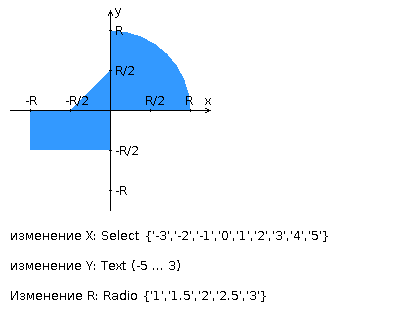 y
R
R/2
-R -R/2 R/2 R x
-R/2
-R
изменение X: Select {'-3','-2','-1','0','1','2','3','4','5'}
изменение Y: Text (-5 ... 3)
Изменение R: Radio {'1','1.5','2','2.5','3'}